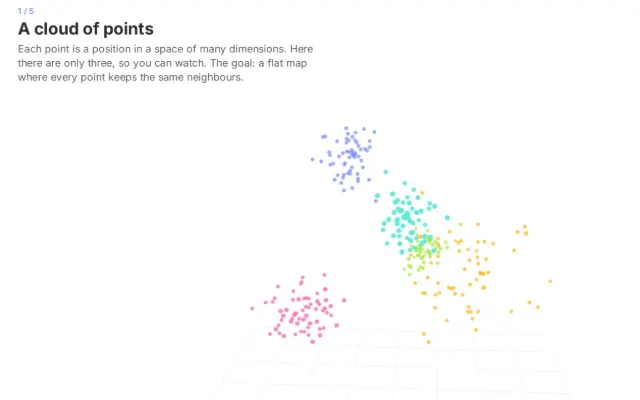 1 / 5
A cloud of points
Each point is a position in a space of many dimensions. Here
there are only three, so you can watch. The goal: a flat map
where every point keeps the same neighbours.